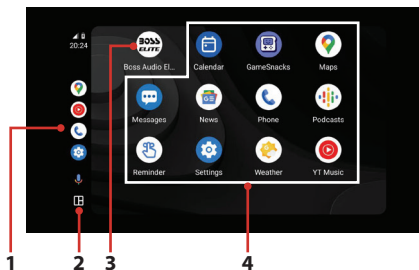 20:24
BOSS
ELITE
Boss Audio El...
Calendar
GameSnacks
Maps
Messages
GE
News
Phone
Podcasts
Reminder
Settings
Weather
YT Music
1
2
3
4